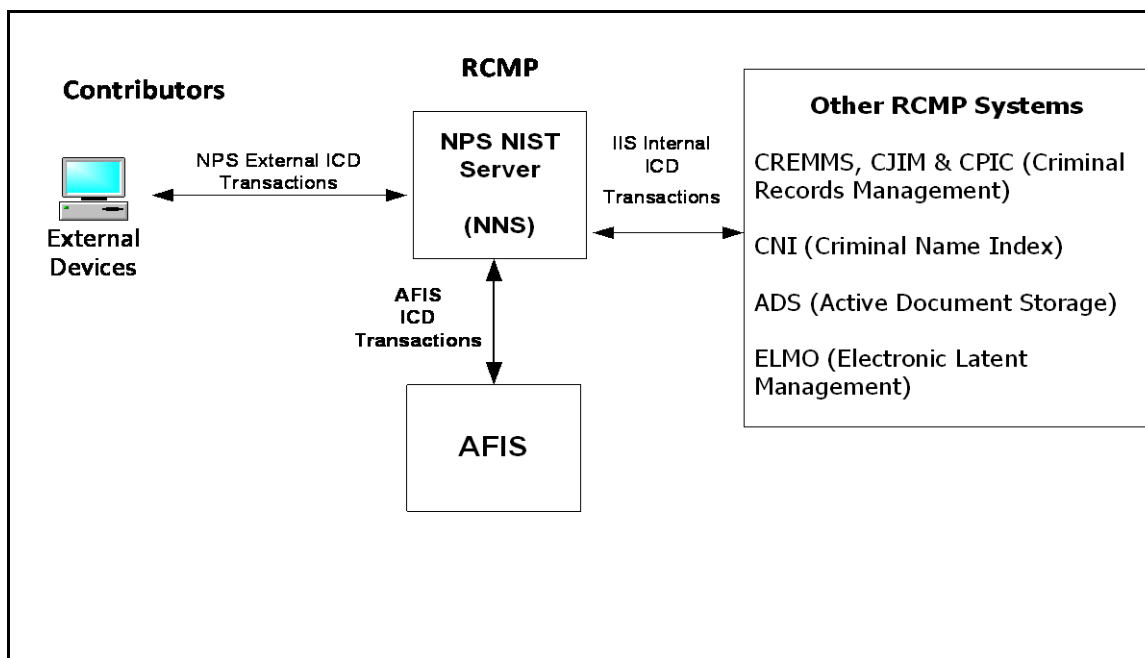 Contributors
NPS External ICD
Transactions
External
Devices
RCMP
NPS NIST
Server
(NNS)
AFIS
ICD
Transactions
AFIS
IIS Internal
ICD
Transactions
Other RCMP Systems
CREMMS, CJIM & CPIC (Criminal
Records Management)
CNI (Criminal Name Index)
ADS (Active Document Storage)
ELMO (Electronic Latent
Management)